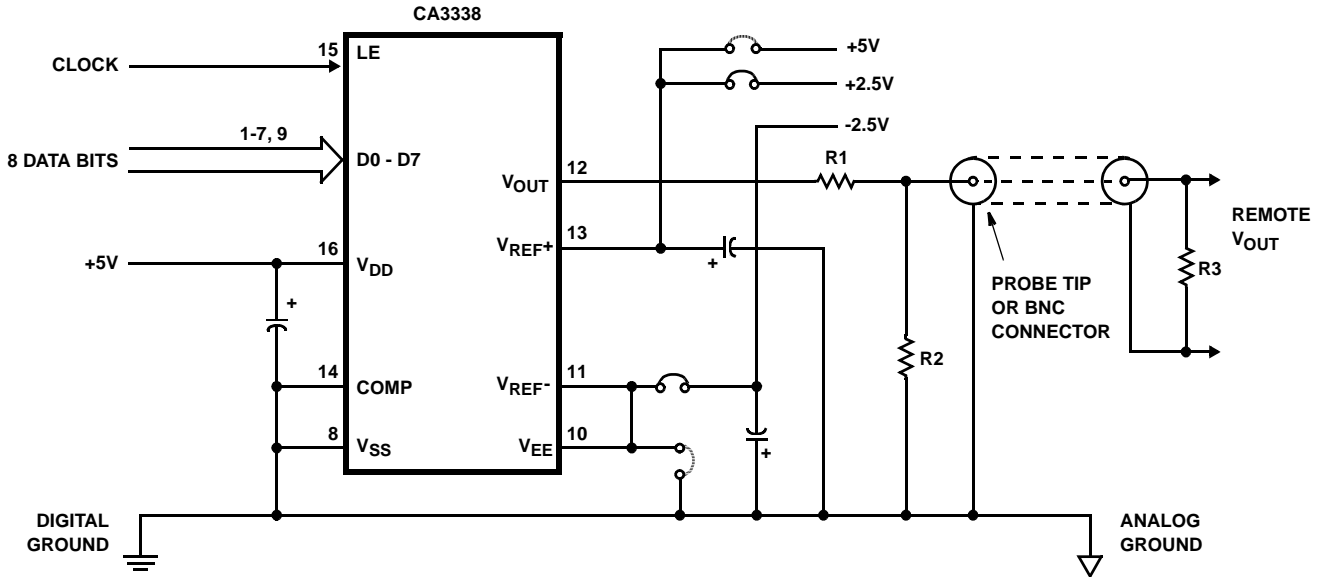 CA3338
CLOCK
15
LE
8 DATA BITS
1-7, 9
D0 - D7
+5V
16
VDD
14
COMP
8
VSS
VOUT
12
VREF+
13
VREF-
11
VEE
10
+5V
+2.5V
-2.5V
R1
R2
R3
+
+
+
PROBE TIP
OR BNC
CONNECTOR
REMOTE
VOUT
DIGITAL
GROUND
ANALOG
GROUND